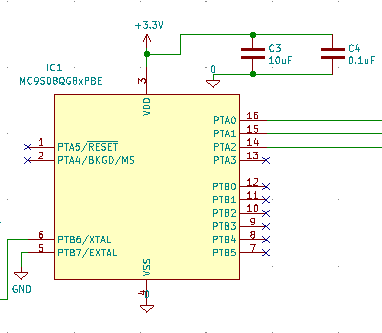 +3.3V
IC1
MC9S08QG8xPBE
0
C3
10uF
C4
0.1uF
3
VDD
PTA0 16
PTA1 15
1 PTA5/RESET
PTA2 14
2 PTA4/BKGD/MS
PTA3 13
PTB0 12
PTB1 11
PTB2 10
PTB3 9
6 PTB6/XTAL
PTB4 8
5 PTB7/EXTAL
PTB5 7
VSS
GND
4